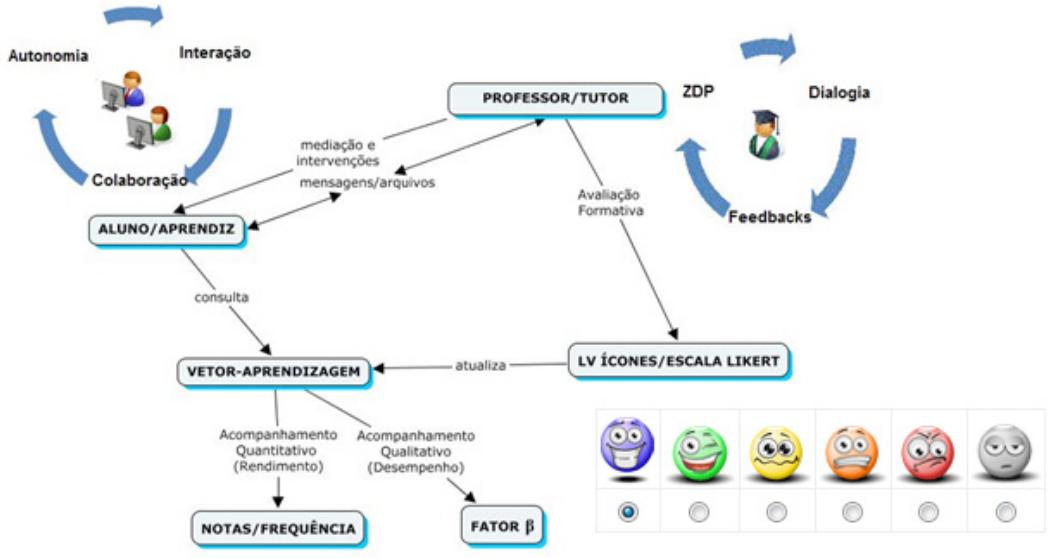 Autonomia
Interação
Colaboração
PROFESSOR/TUTOR
ZDP
Dialogia
Feedbacks
mediação e
intervenções
mensagens/arquivos
Avaliação
Formativa
ALUNO/APRENDIZ
consulta
VETOR-APRENDIZAGEM
atualiza
LV ÍCONES/ESCALA LIKERT
Acompanhamento
Quantitativo
(Rendimento)
Acompanhamento
Qualitativo
(Desempenho)
NOTAS/FREQUÊNCIA
FATOR β